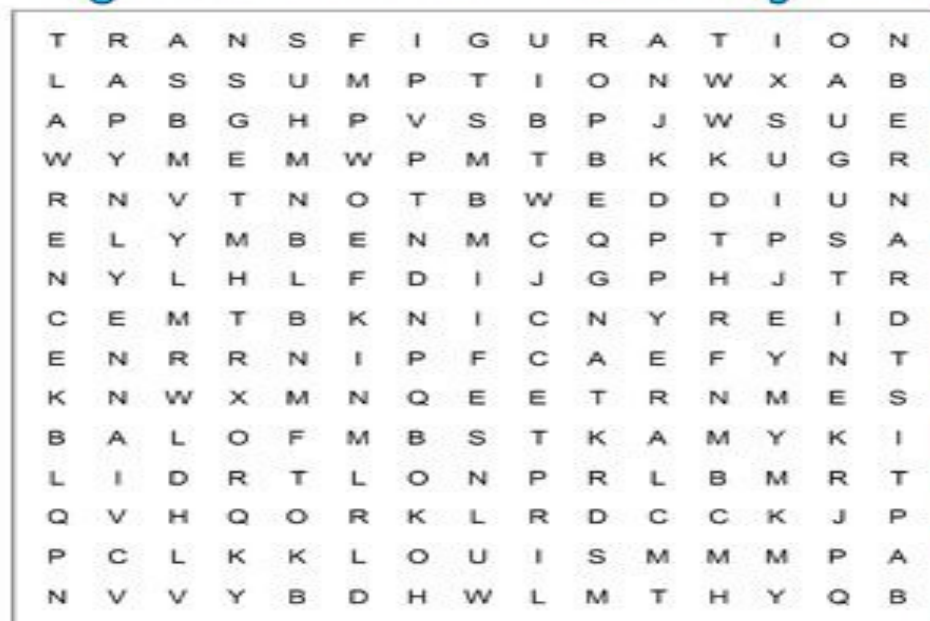 T R A N S F I G U R A T I O N
L A S S U M P T I O N W X A B
A P B G H P V S B P J W S U E
W Y M E M W P M T B K K U G R
R N V T N O T B W E D D I U N
E L Y M B E N M C Q P T P S A
N Y L H L F D I J G P H J T R
C E M T B K N I C N Y R E I D
E N R R N I P F C A E F Y N T
K N W X M N Q E E T R N M E S
B A L O F M B S T K A M Y K I
L I D R T L O N P R L B M R T
Q V H Q O R K L R D C C K J P
P C L K K L O U I S M M M P A
N V V Y B D H W L M T H Y Q B